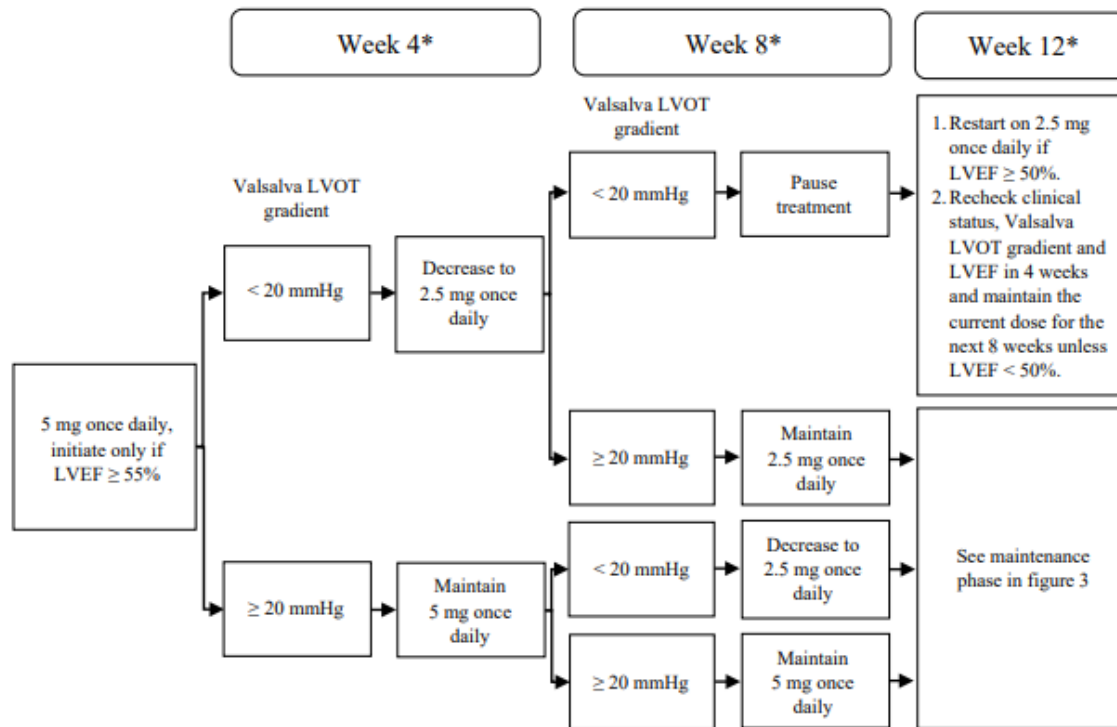 Week 4*
Week 8*
Week 12*
Valsalva LVOT
gradient
< 20 mmHg
Decrease to
2.5 mg once
daily
Valsalva LVOT
gradient
< 20 mmHg
Pause
treatment
1. Restart on 2.5 mg
once daily if
LVEF ≥ 50%.
2. Recheck clinical
status, Valsalva
LVOT gradient and
LVEF in 4 weeks
and maintain the
current dose for the
next 8 weeks unless
LVEF < 50%.
5 mg once daily,
initiate only if
LVEF ≥ 55%
≥ 20 mmHg
Maintain
2.5 mg once
daily
≥ 20 mmHg
Maintain
5 mg once
daily
< 20 mmHg
Decrease to
2.5 mg once
daily
≥ 20 mmHg
Maintain
5 mg once
daily
See maintenance
phase in figure 3